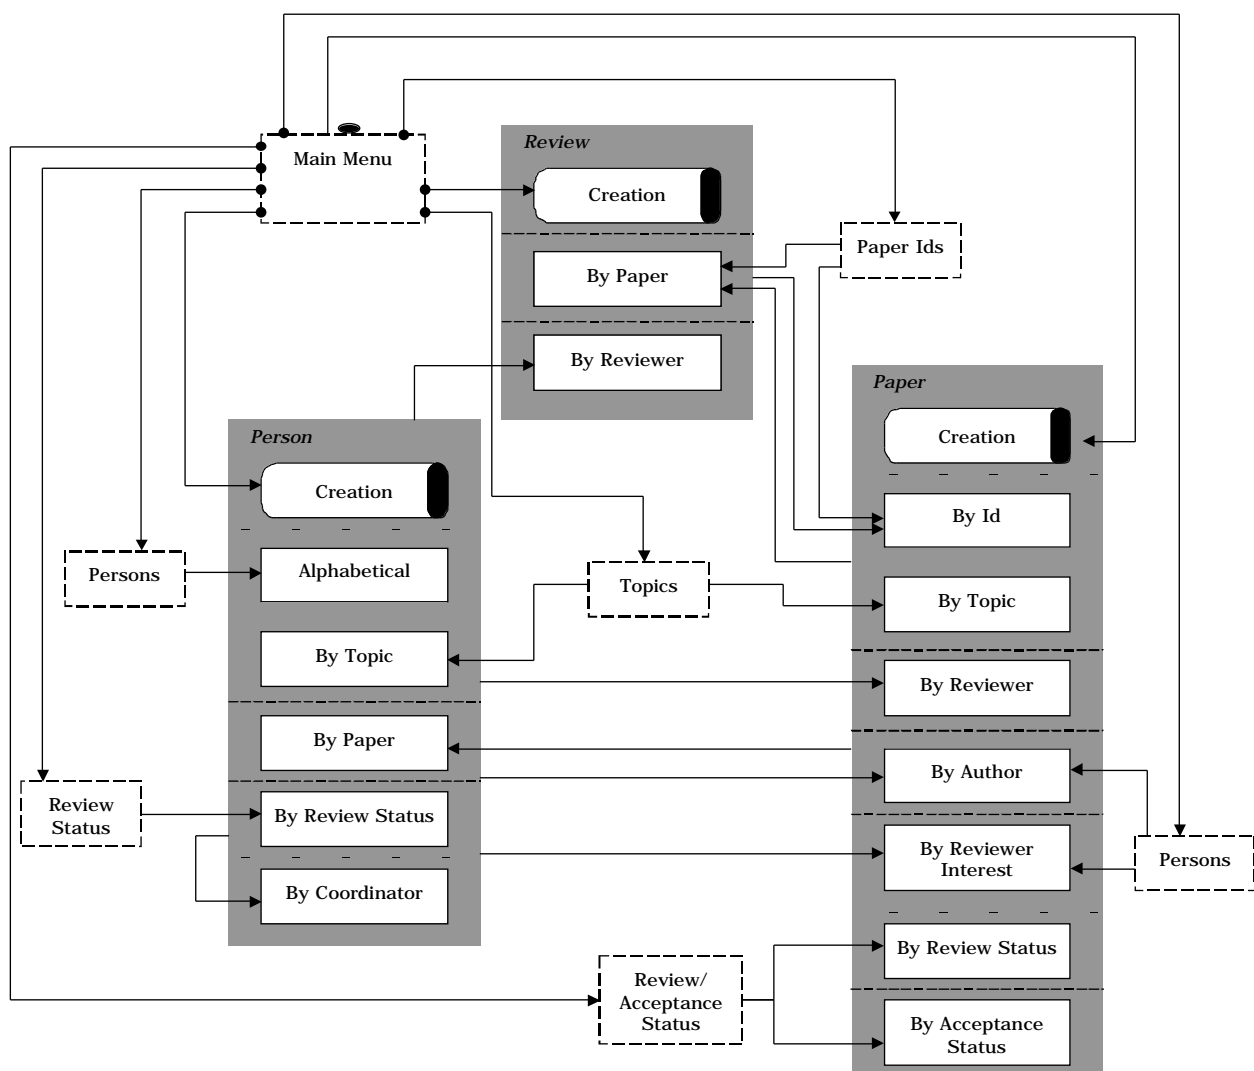 Main Menu
Review
Creation
By Paper
By Reviewer
Paper Ids
Person
Creation
Alphabetical
By Topic
By Paper
By Review Status
By Coordinator
Persons
Review
Status
Topics
Paper
Creation
By Id
By Topic
By Reviewer
By Author
By Reviewer
Interest
By Review Status
By Acceptance
Status
Persons
Review/
Acceptance
Status